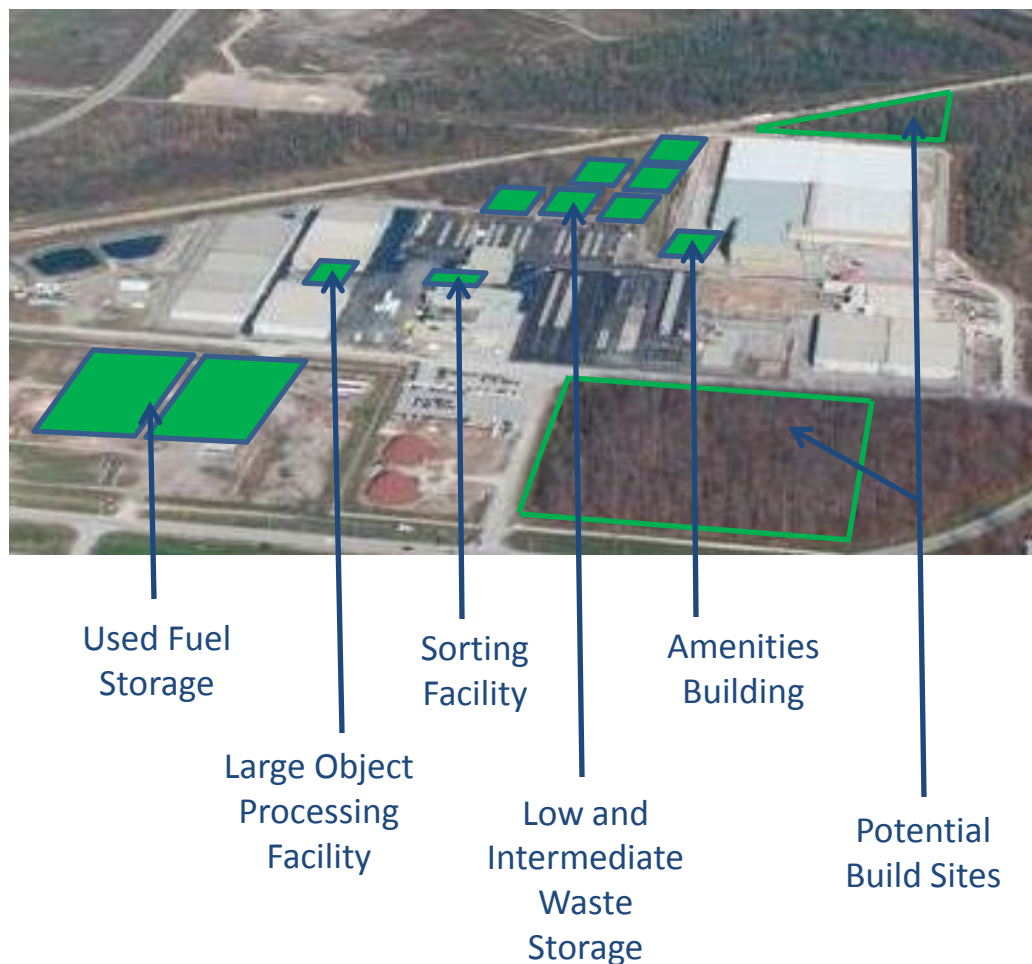 Used Fuel
Storage
Sorting
Facility
Amenities
Building
Large Object
Processing
Facility
Low and
Intermediate
Waste
Storage
Potential
Build Sites